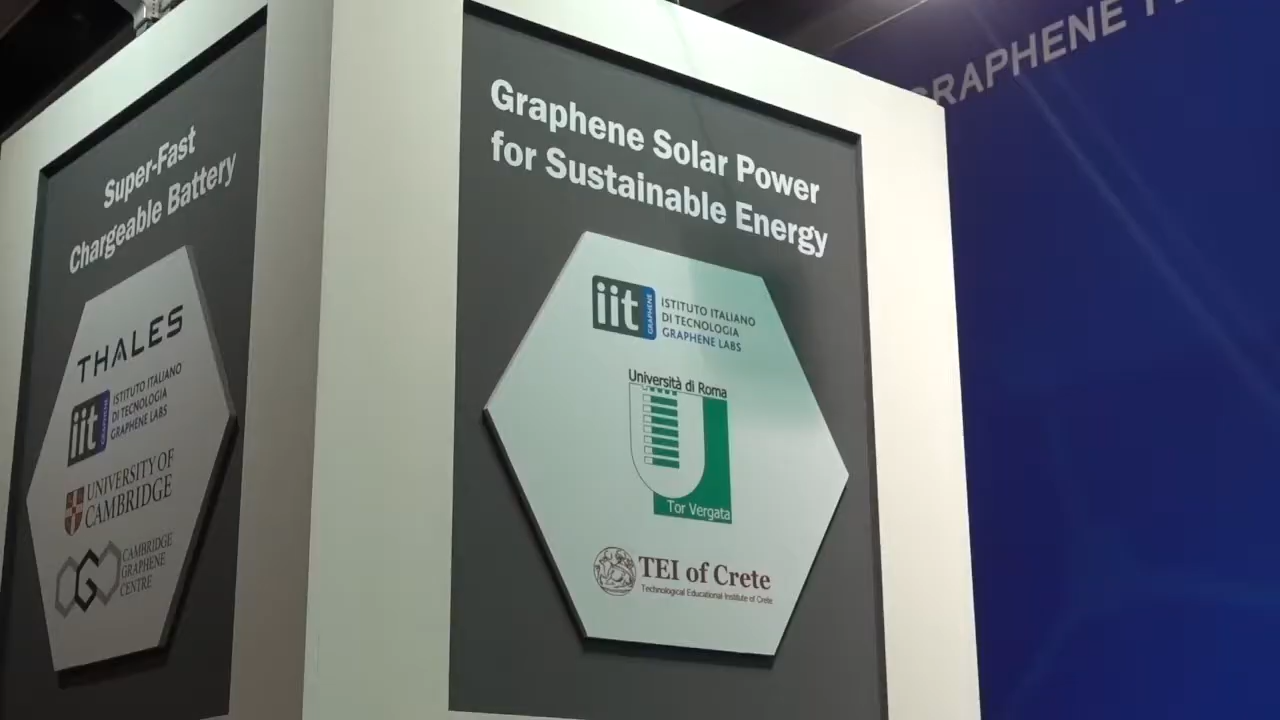 GRAPHENE
Super-Fast
Chargeable Battery
THALES
iit GRAPHENE
ISTITUTO ITALIANO
DI TECNOLOGIA
GRAPHENE LABS
UNIVERSITY OF
CAMBRIDGE
CAMBRIDGE
GRAPHENE
CENTRE
Graphene Solar Power
for Sustainable Energy
iit GRAPHENE
ISTITUTO ITALIANO
DI TECNOLOGIA
GRAPHENE LABS
Università di Roma
Tor Vergata
TEI of Crete
Technological Educational Institute of Crete